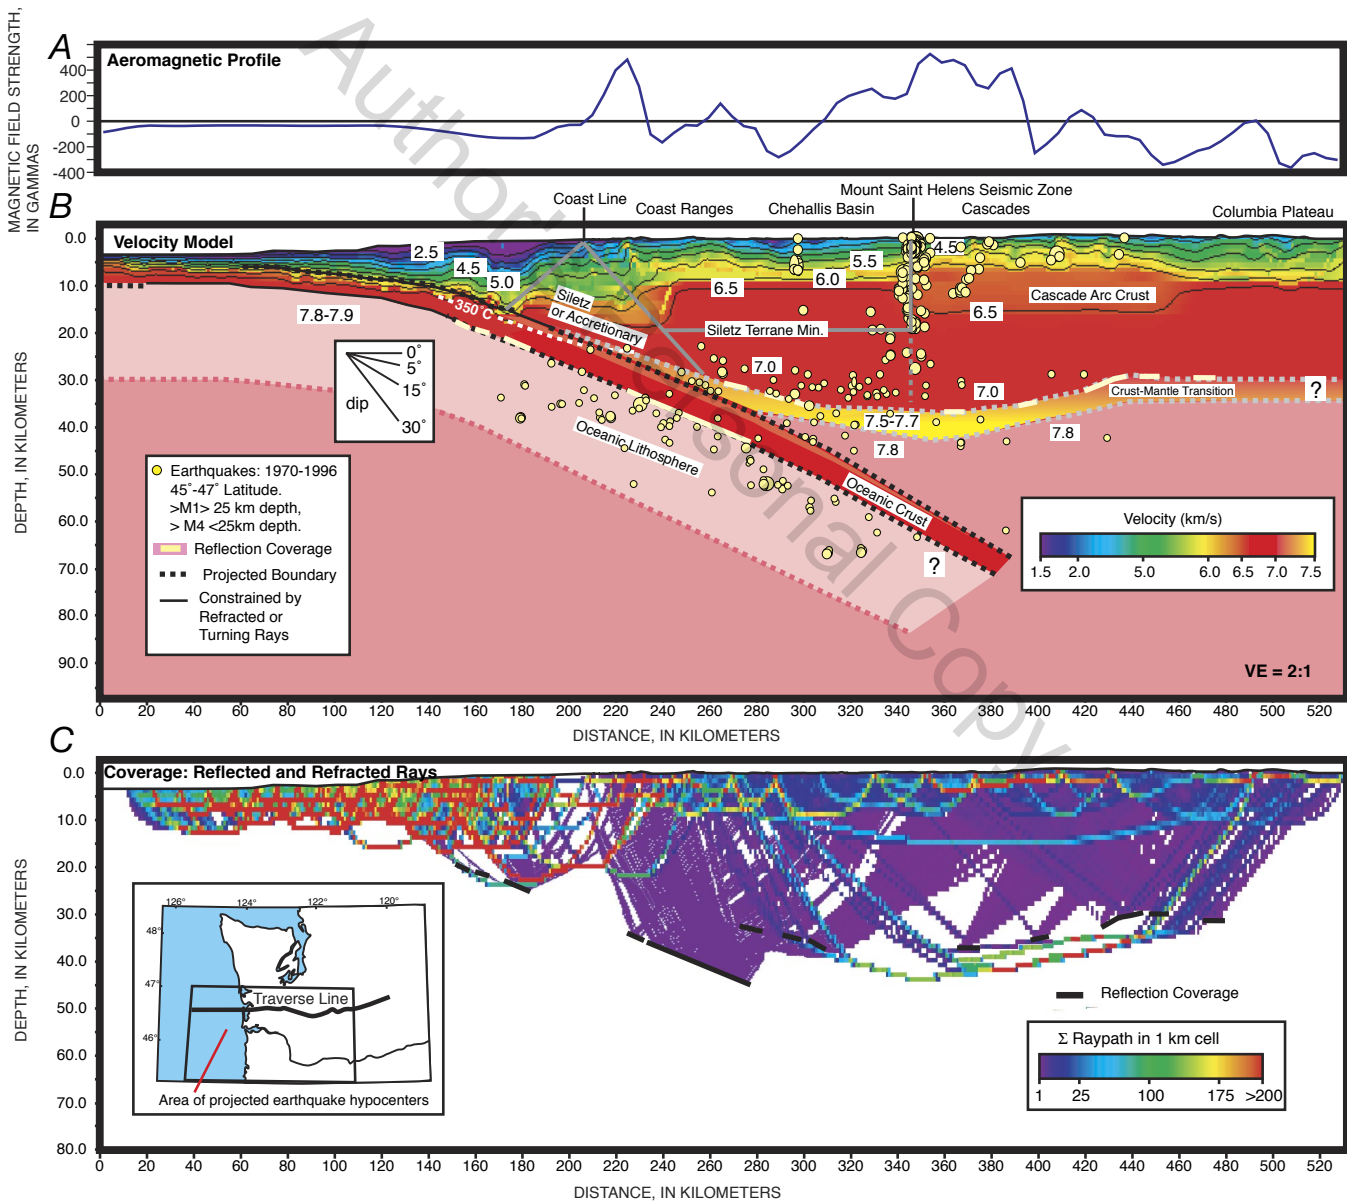 A
Aeromagnetic Profile
MAGNETIC FIELD STRENGTH,
IN GAMMAS
400
200
0
-200
-400
B
Coast Line
Coast Ranges
Chehallis Basin
Mount Saint Helens Seismic Zone
Cascades
Columbia Plateau
Velocity Model
DEPTH, IN KILOMETERS
0.0
10.0
20.0
30.0
40.0
50.0
60.0
70.0
80.0
90.0
2.5
4.5
5.0
5.5
4.5
6.0
6.5
6.5
Cascade Arc Crust
7.8-7.9
350˚C
Siletz
or Accretionary
Siletz Terrane Min.
7.0
7.0
Crust-Mantle Transition
?
7.5-7.7
7.8
7.8
Oceanic Lithosphere
Oceanic Crust
?
0˚
5˚
15˚
30˚
dip
Earthquakes: 1970-1996
45˚-47˚ Latitude.
>M1> 25 km depth,
> M4 <25km depth.
Reflection Coverage
Projected Boundary
Constrained by
Refracted or
Turning Rays
Velocity (km/s)
1.5 2.0 5.0 6.0 6.5 7.0 7.5
VE = 2:1
0 20 40 60 80 100 120 140 160 180 200 220 240 260 280 300 320 340 360 380 400 420 440 460 480 500 520
DISTANCE, IN KILOMETERS
C
Coverage: Reflected and Refracted Rays
DEPTH, IN KILOMETERS
0.0
10.0
20.0
30.0
40.0
50.0
60.0
70.0
80.0
126˚ 124˚ 122˚ 120˚
48˚
47˚
46˚
Traverse Line
Area of projected earthquake hypocenters
Reflection Coverage
Σ Raypath in 1 km cell
1 25 100 175 >200
0 20 40 60 80 100 120 140 160 180 200 220 240 260 280 300 320 340 360 380 400 420 440 460 480 500 520
DISTANCE, IN KILOMETERS